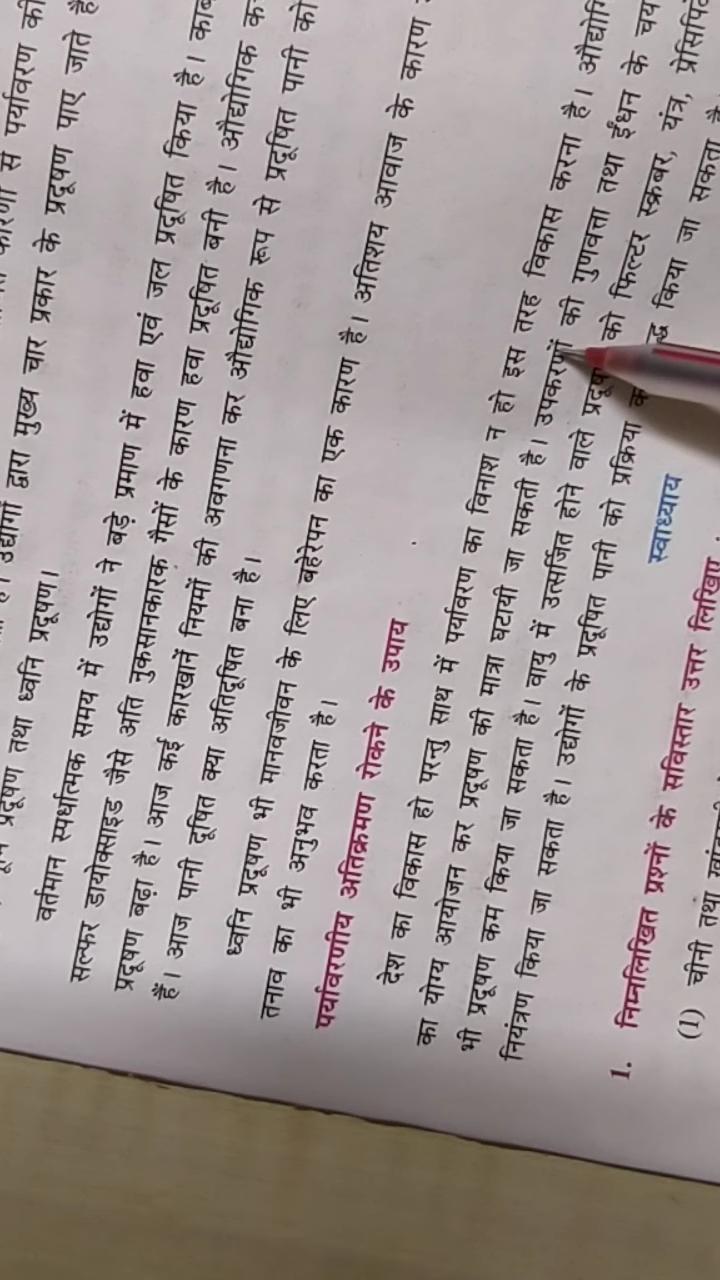 कारणों से पर्यावरण की
उद्योगों द्वारा मुख्य चार प्रकार के प्रदूषण पाए जाते है
प्रदूषण तथा ध्वनि प्रदूषण।
वर्तमान स्पर्धात्मक समय में उद्योगों ने बड़े प्रमाण में हवा एवं जल प्रदूषित किया है।
सल्फर डायोक्साइड जैसे अति नुकसानकारक गैसों के कारण हवा प्रदूषित बनी है। औद्योगिक
प्रदूषण बढ़ा है। आज कई कारखानें नियमों की अवगणना कर औद्योगिक रूप से प्रदूषित पानी को
हैं। आज पानी दूषित क्या अतिदूषित बना है।
ध्वनि प्रदूषण भी मानवजीवन के लिए बहेरेपन का एक कारण है। अतिशय आवाज के कारण
तनाव का भी अनुभव करता है।
पर्यावरणीय अतिक्रमण रोकने के उपाय
देश का विकास हो परन्तु साथ में पर्यावरण का विनाश न हो इस तरह विकास करना है।
का योग्य आयोजन कर प्रदूषण की मात्रा घटायी जा सकती है। उपकरणों की गुणवत्ता तथा ईंधन के
भी प्रदूषण कम किया जा सकता है। वायु में उत्सर्जित होने वाले को फिल्टर स्क्रबर, यंत्र,
नियंत्रण किया जा सकता है। उद्योगों के प्रदूषित पानी को प्रक्रिया किया जा सकता है
स्वाध्याय
1. निम्नलिखित प्रश्नों के सविस्तार उत्तर लिखिए
(1) चीनी तथा